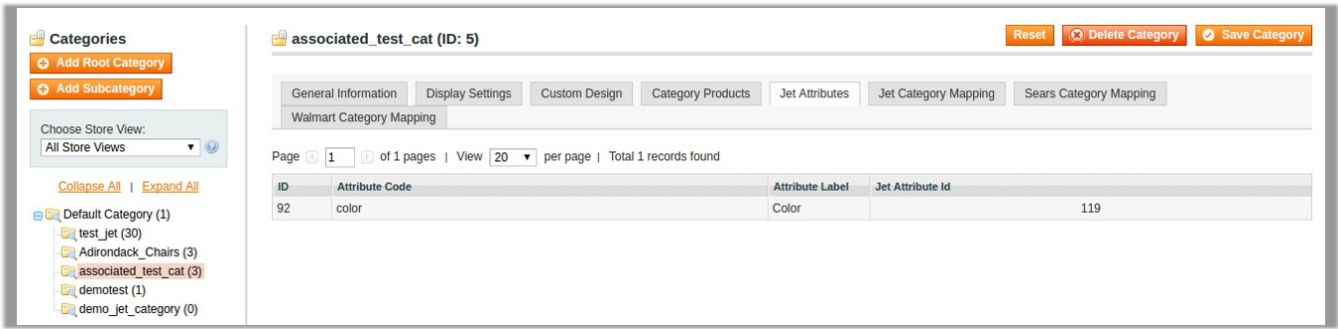 Categories
Add Root Category
Add Subcategory
Choose Store View:
All Store Views
Collapse All | Expand All
Default Category (1)
test_jet (30)
Adirondack_Chairs (3)
associated_test_cat (3)
demotest (1)
demo_jet_category (0)
associated_test_cat (ID: 5)
Reset Delete Category Save Category
General Information Display Settings Custom Design Category Products Jet Attributes Jet Category Mapping Sears Category Mapping
Walmart Category Mapping
Page 1 of 1 pages | View 20 per page | Total 1 records found
ID Attribute Code Attribute Label Jet Attribute Id
92 color Color 119